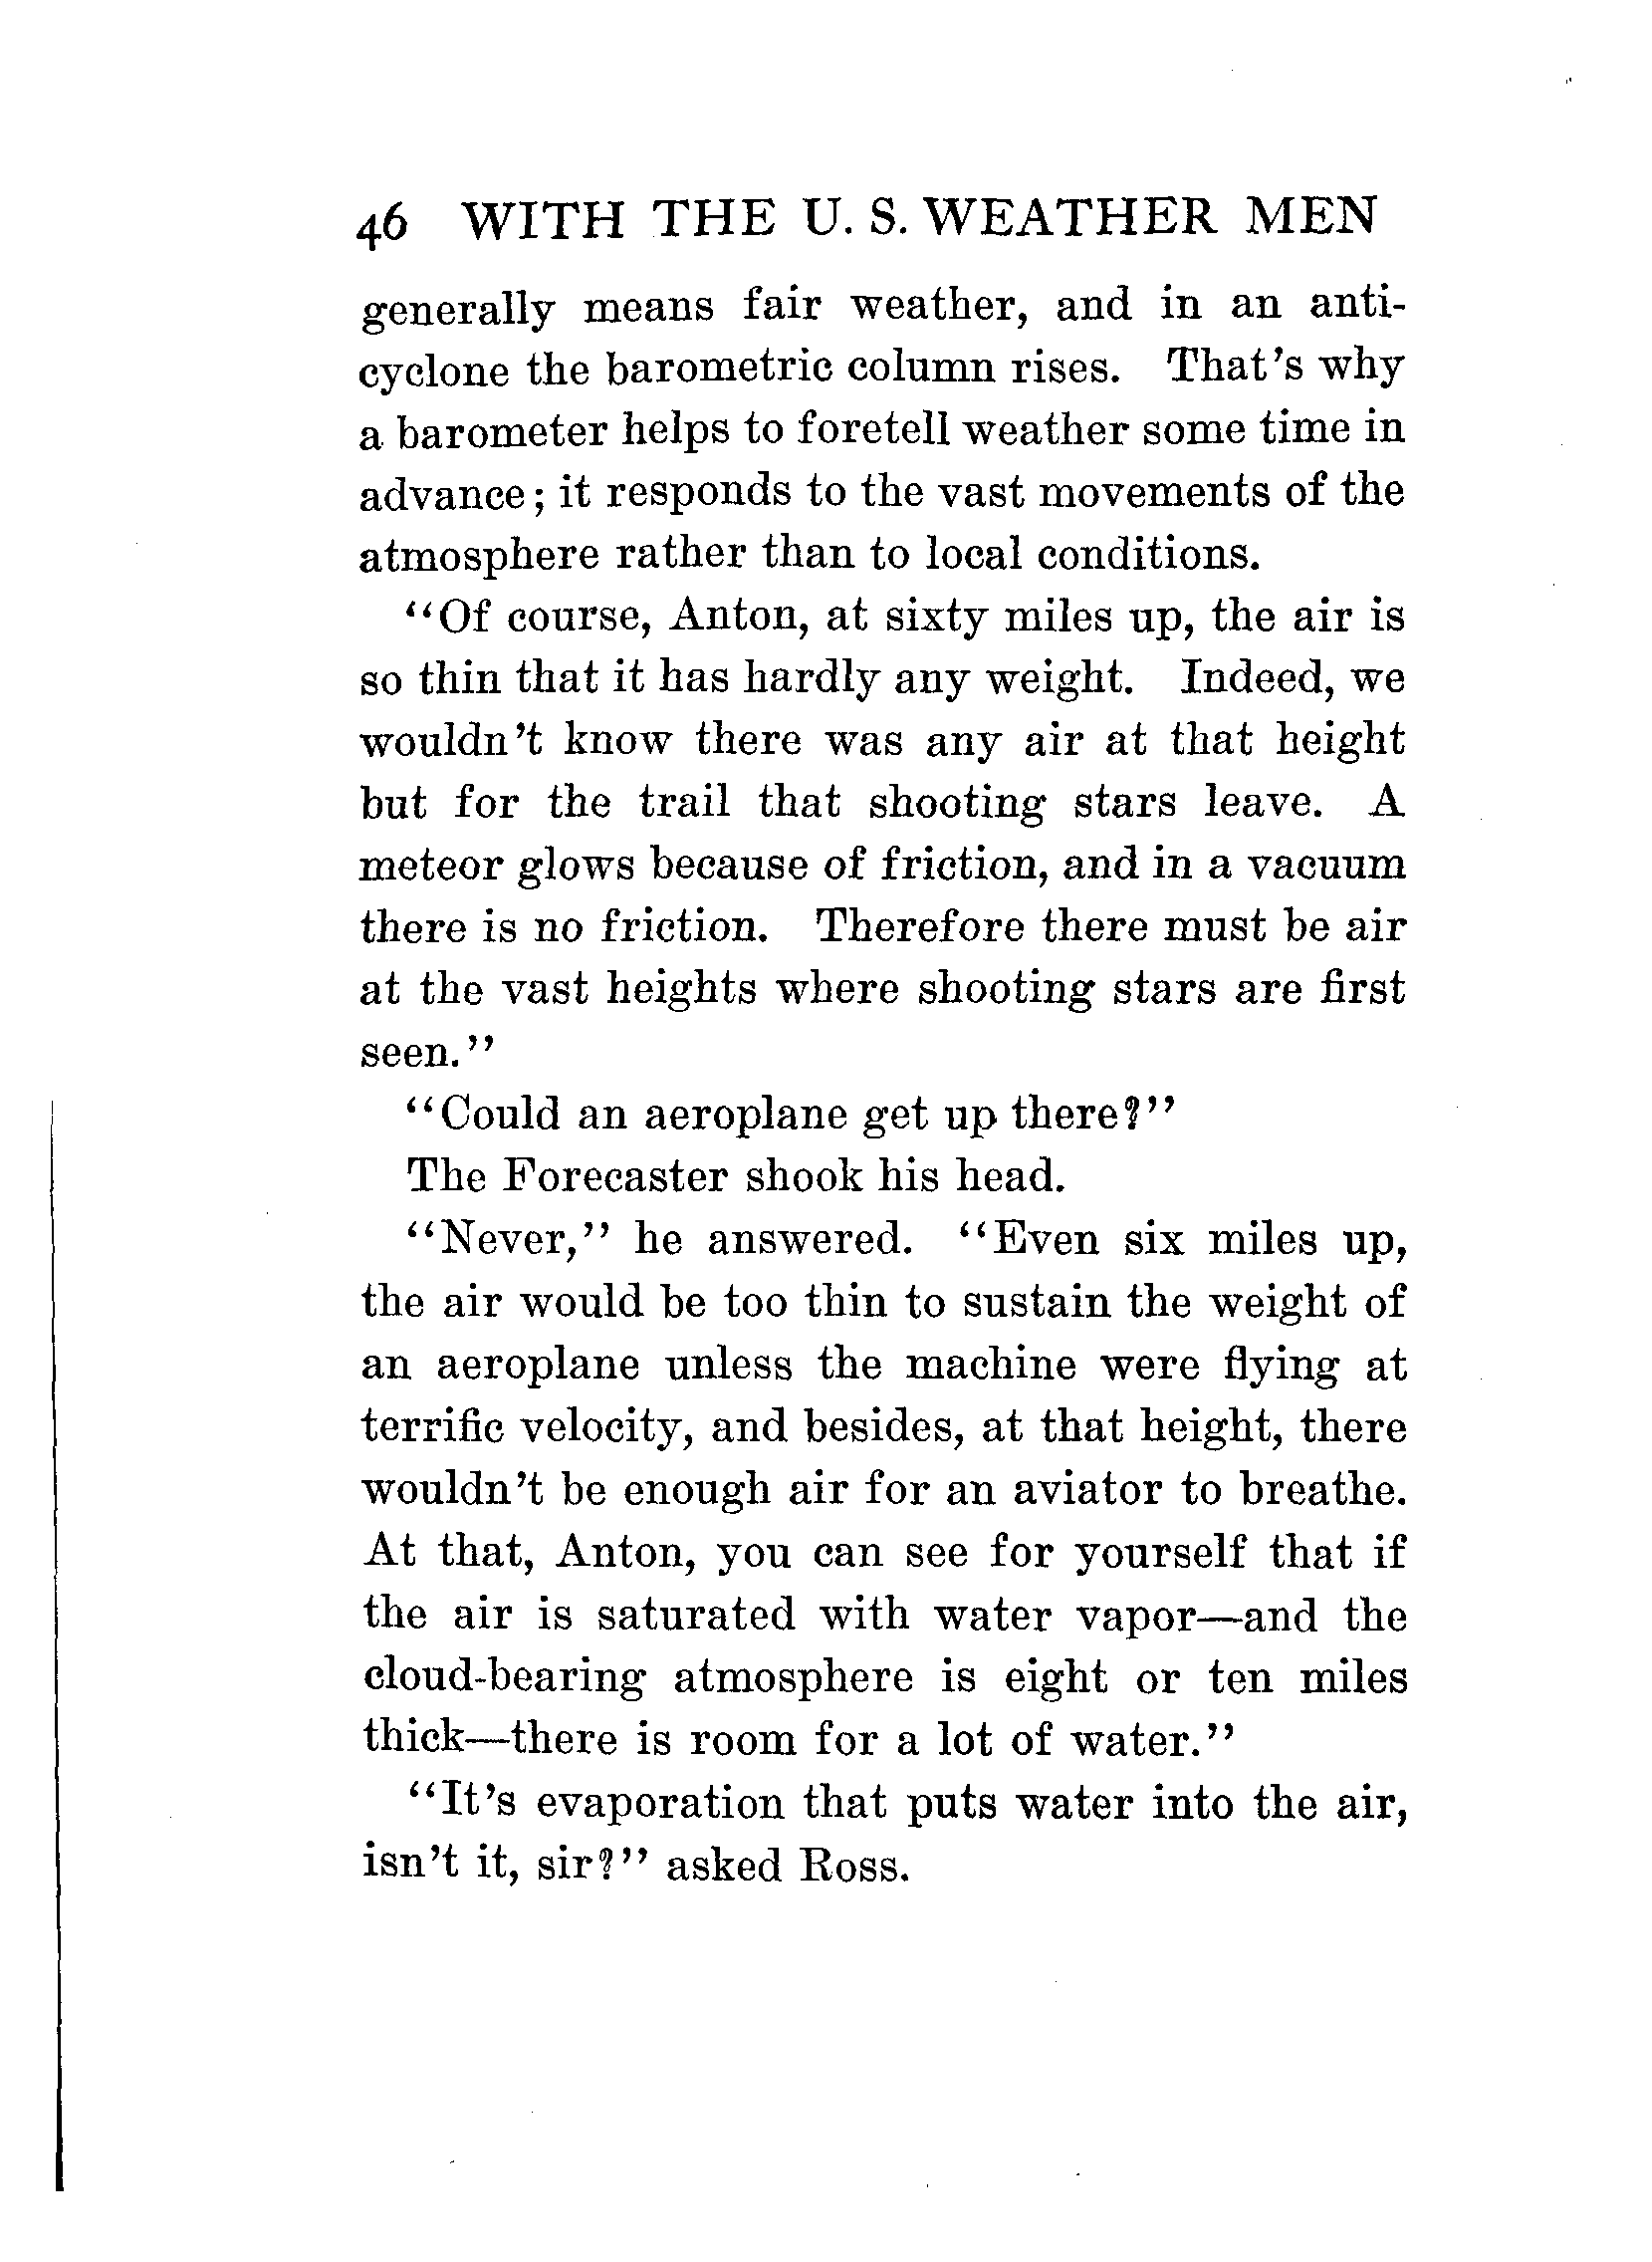 46 WITH THE U. S. WEATHER MEN
generally means fair weather, and in an anti-
cyclone the barometric column rises. That's why
a barometer helps to foretell weather some time in
advance; it responds to the vast movements of the
atmosphere rather than to local conditions.
"Of course, Anton, at sixty miles up, the air is
so thin that it has hardly any weight. Indeed, we
wouldn't know there was any air at that height
but for the trail that shooting stars leave. A
meteor glows because of friction, and in a vacuum
there is no friction. Therefore there must be air
at the vast heights where shooting stars are first
seen."
"Could an aeroplane get up there?"
The Forecaster shook his head.
"Never," he answered. "Even six miles up,
the air would be too thin to sustain the weight of
an aeroplane unless the machine were flying at
terrific velocity, and besides, at that height, there
wouldn't be enough air for an aviator to breathe.
At that, Anton, you can see for yourself that if
the air is saturated with water vapor—and the
cloud-bearing atmosphere is eight or ten miles
thick—there is room for a lot of water."
"It's evaporation that puts water into the air,
isn't it, sir?" asked Ross.